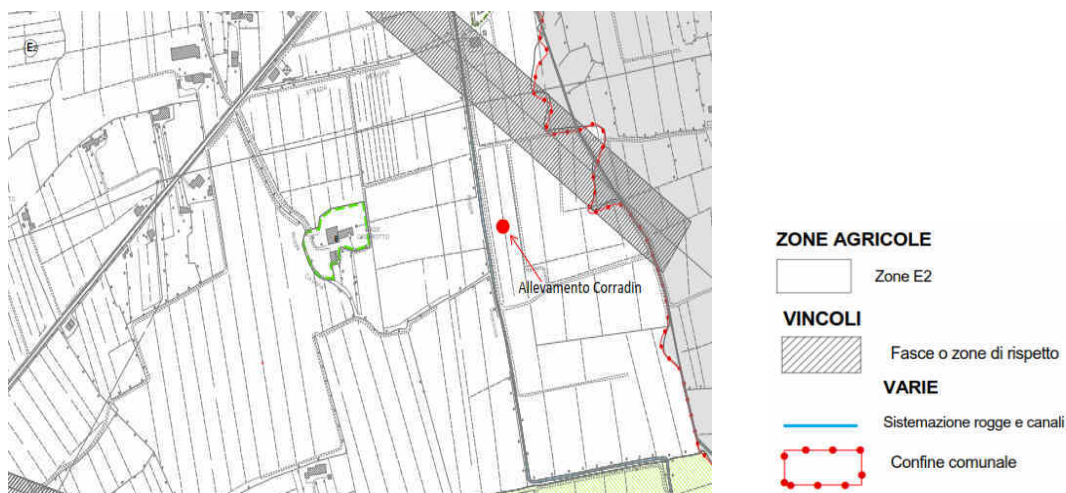 E2
Allevamento Corradin
ZONE AGRICOLE
Zone E2
VINCOLI
Fasce o zone di rispetto
VARIE
Sistemazione rogge e canali
Confine comunale